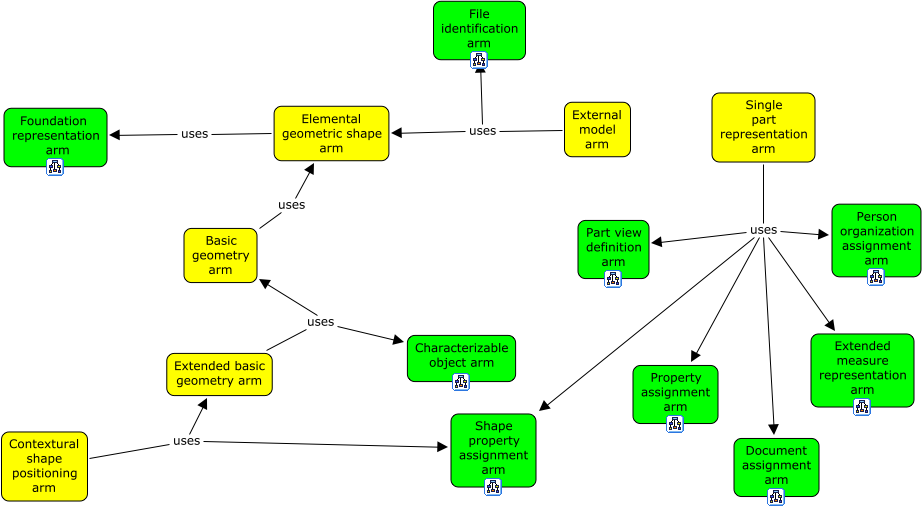 File
identification
arm
Foundation
representation
arm
uses
Elemental
geometric shape
arm
uses
External
model
arm
Single
part
representation
arm
uses
Basic
geometry
arm
Part view
definition
arm
uses
Person
organization
assignment
arm
uses
Characterizable
object arm
Extended basic
geometry arm
Property
assignment
arm
Extended
measure
representation
arm
Contextural
shape
positioning
arm
uses
Shape
property
assignment
arm
Document
assignment
arm